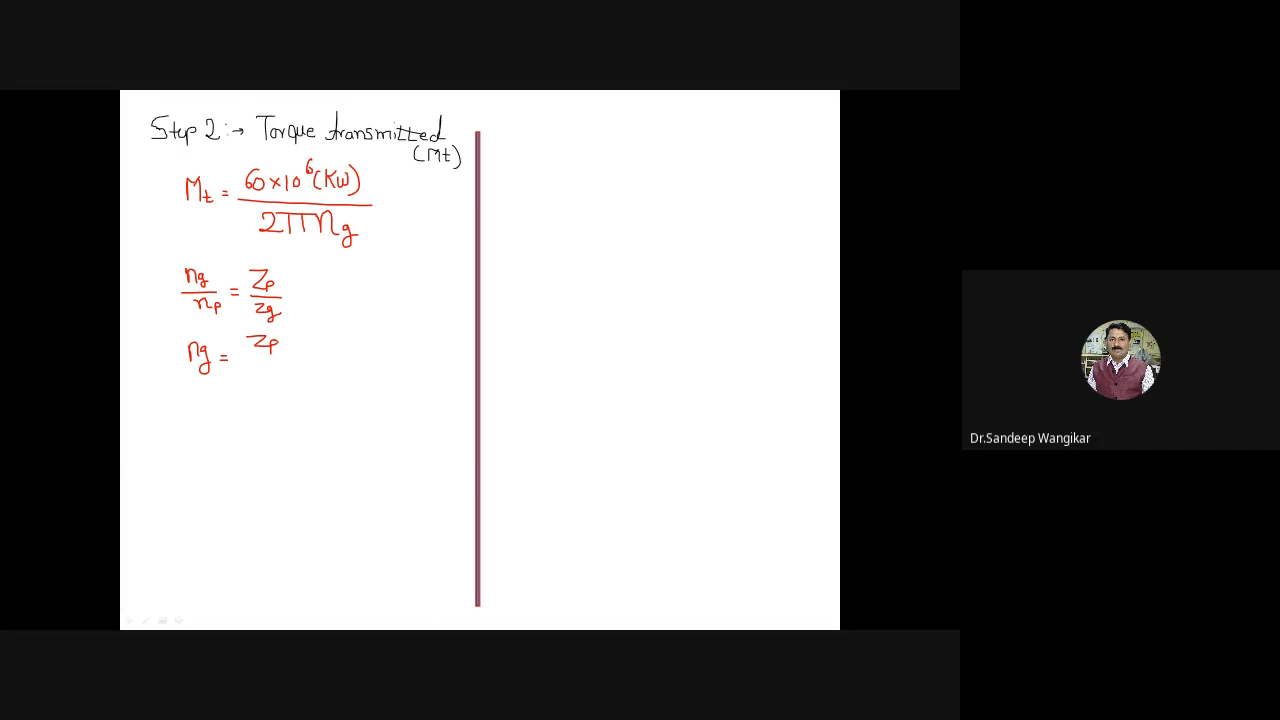 Step 2 :→ Torque transmitted
(Mt)
Mt = 60×10⁶(KW)
2πng
ng = Zp
np zg
ng = Zp
Dr.Sandeep Wangikar